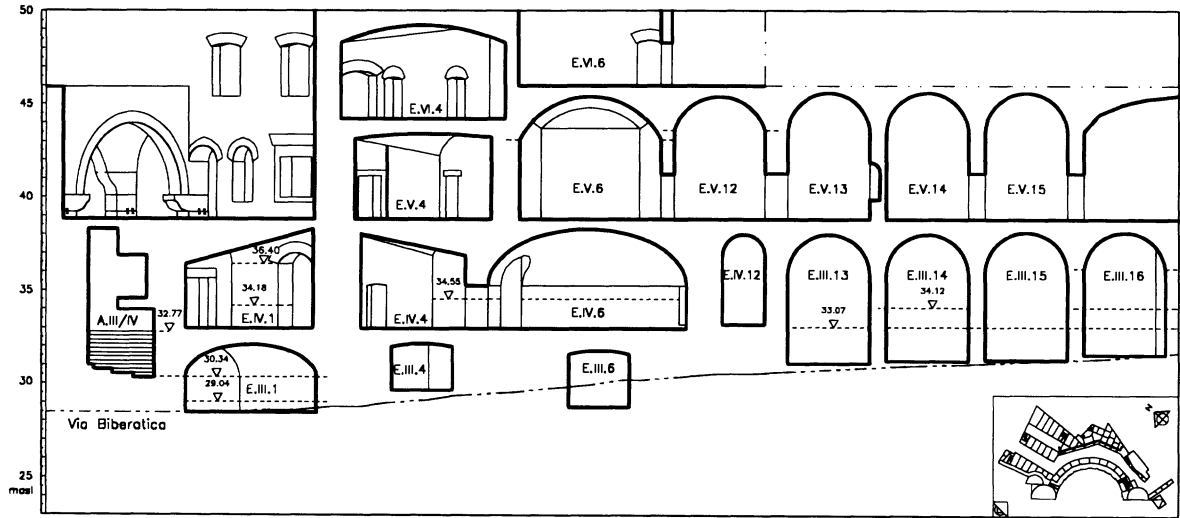 50
E.VI.6
45
E.VI.4
E.V.6
E.V.12
E.V.13
E.V.14
E.V.15
40
E.V.4
36.40
35
34.18
34.55
E.IV.12
E.III.13
E.III.14
E.III.15
E.III.16
34.12
A.III/IV
32.77
E.IV.1
E.IV.4
E.IV.6
33.07
30.34
30
29.04
E.III.1
E.III.4
E.III.6
Via Biberatica
N
25
masl